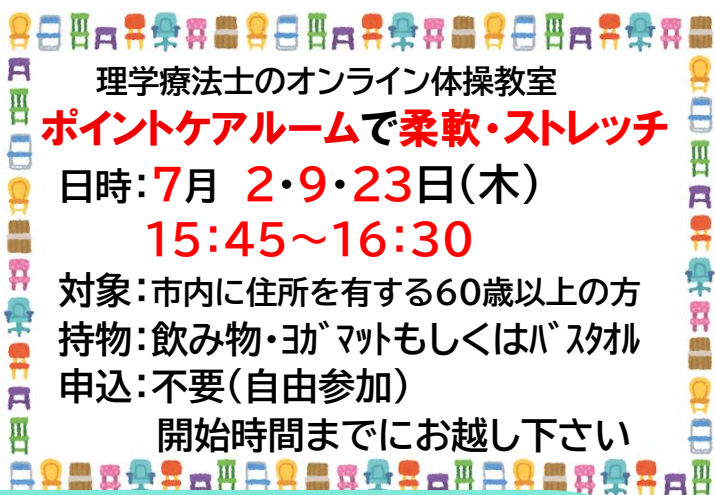 理学療法士のオンライン体操教室
ポイントケアルームで柔軟・ストレッチ
日時：7月 2・9・23日（木）
15：45～16：30
対象：市内に住所を有する60歳以上の方
持物：飲み物・ﾖｶﾞﾏｯﾄもしくはﾊﾞｽﾀｵﾙ
申込：不要（自由参加）
開始時間までにお越し下さい